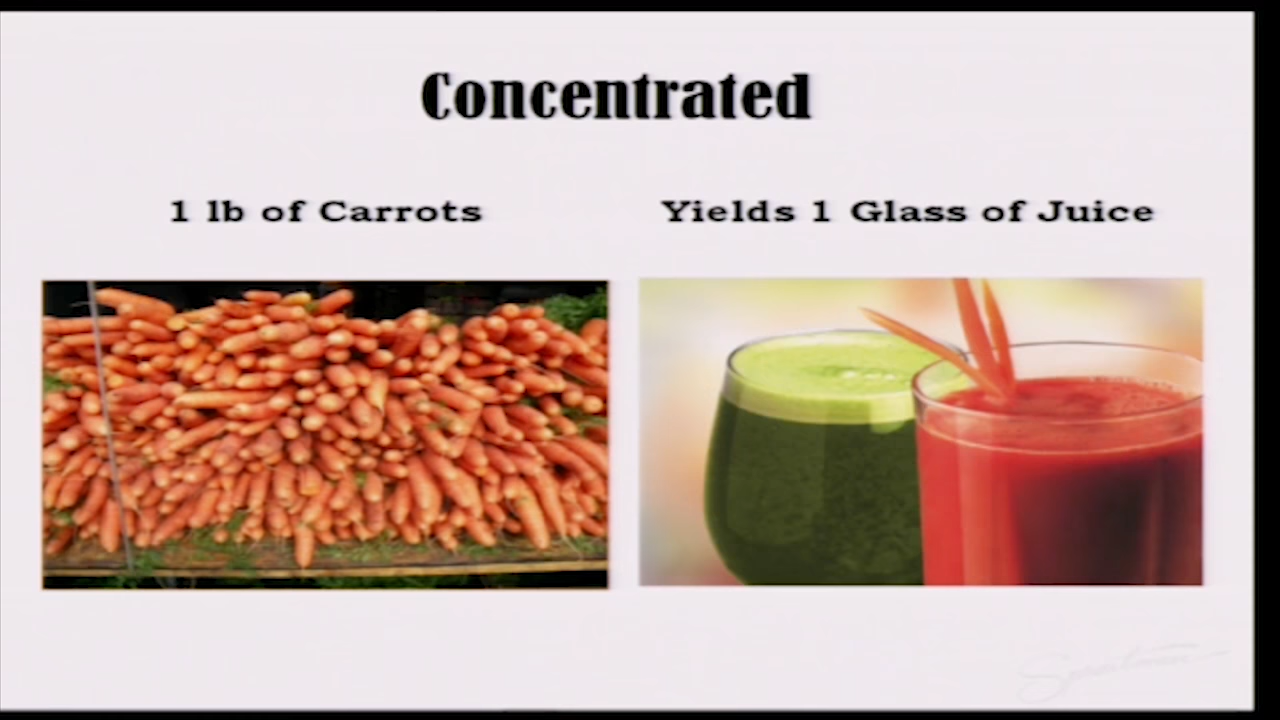 Concentrated
1 lb of Carrots
Yields 1 Glass of Juice